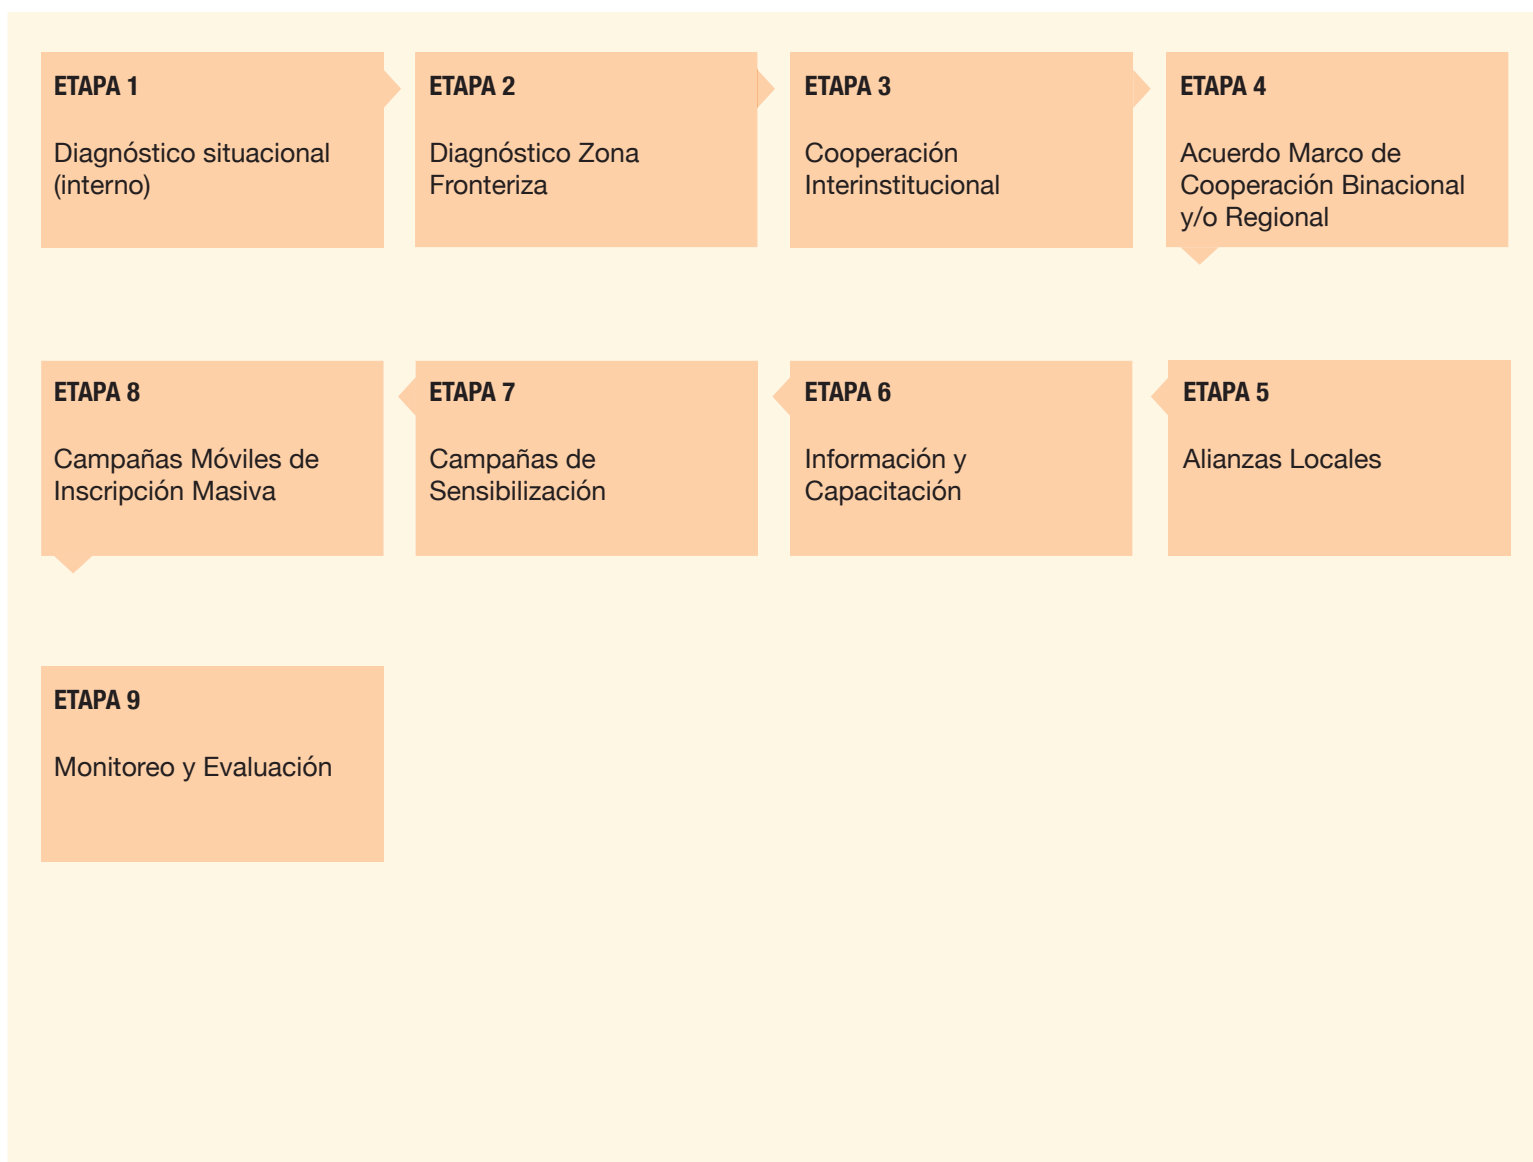 ETAPA 1
Diagnóstico situacional
(interno)
ETAPA 2
Diagnóstico Zona
Fronteriza
ETAPA 3
Cooperación
Interinstitucional
ETAPA 4
Acuerdo Marco de
Cooperación Binacional
y/o Regional
ETAPA 5
Alianzas Locales
ETAPA 6
Información y
Capacitación
ETAPA 7
Campañas de
Sensibilización
ETAPA 8
Campañas Móviles de
Inscripción Masiva
ETAPA 9
Monitoreo y Evaluación